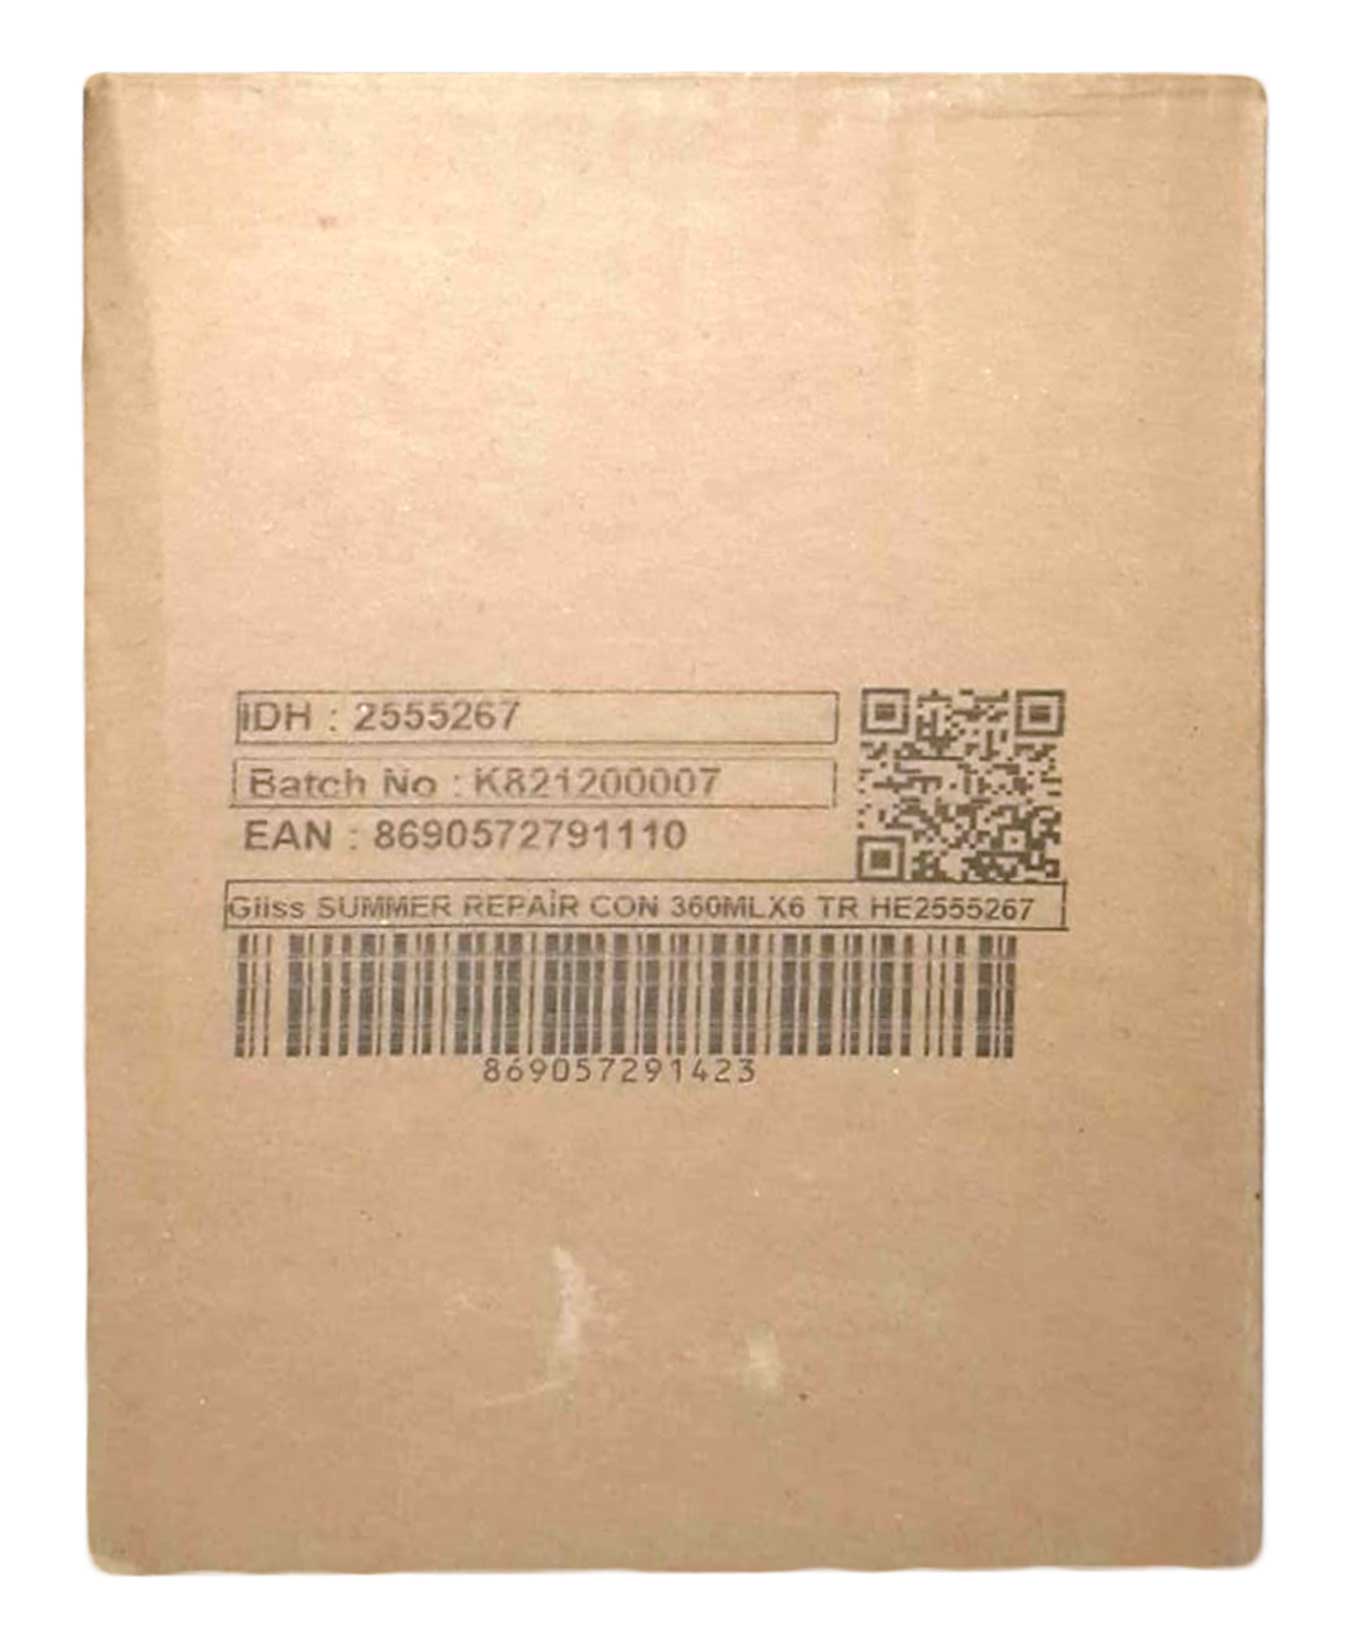 IDH : 2555267
Batch No : K821200007
EAN : 8690572791110
Gliss SUMMER REPAİR CON 360MLX6 TR HE2555267
869057291423